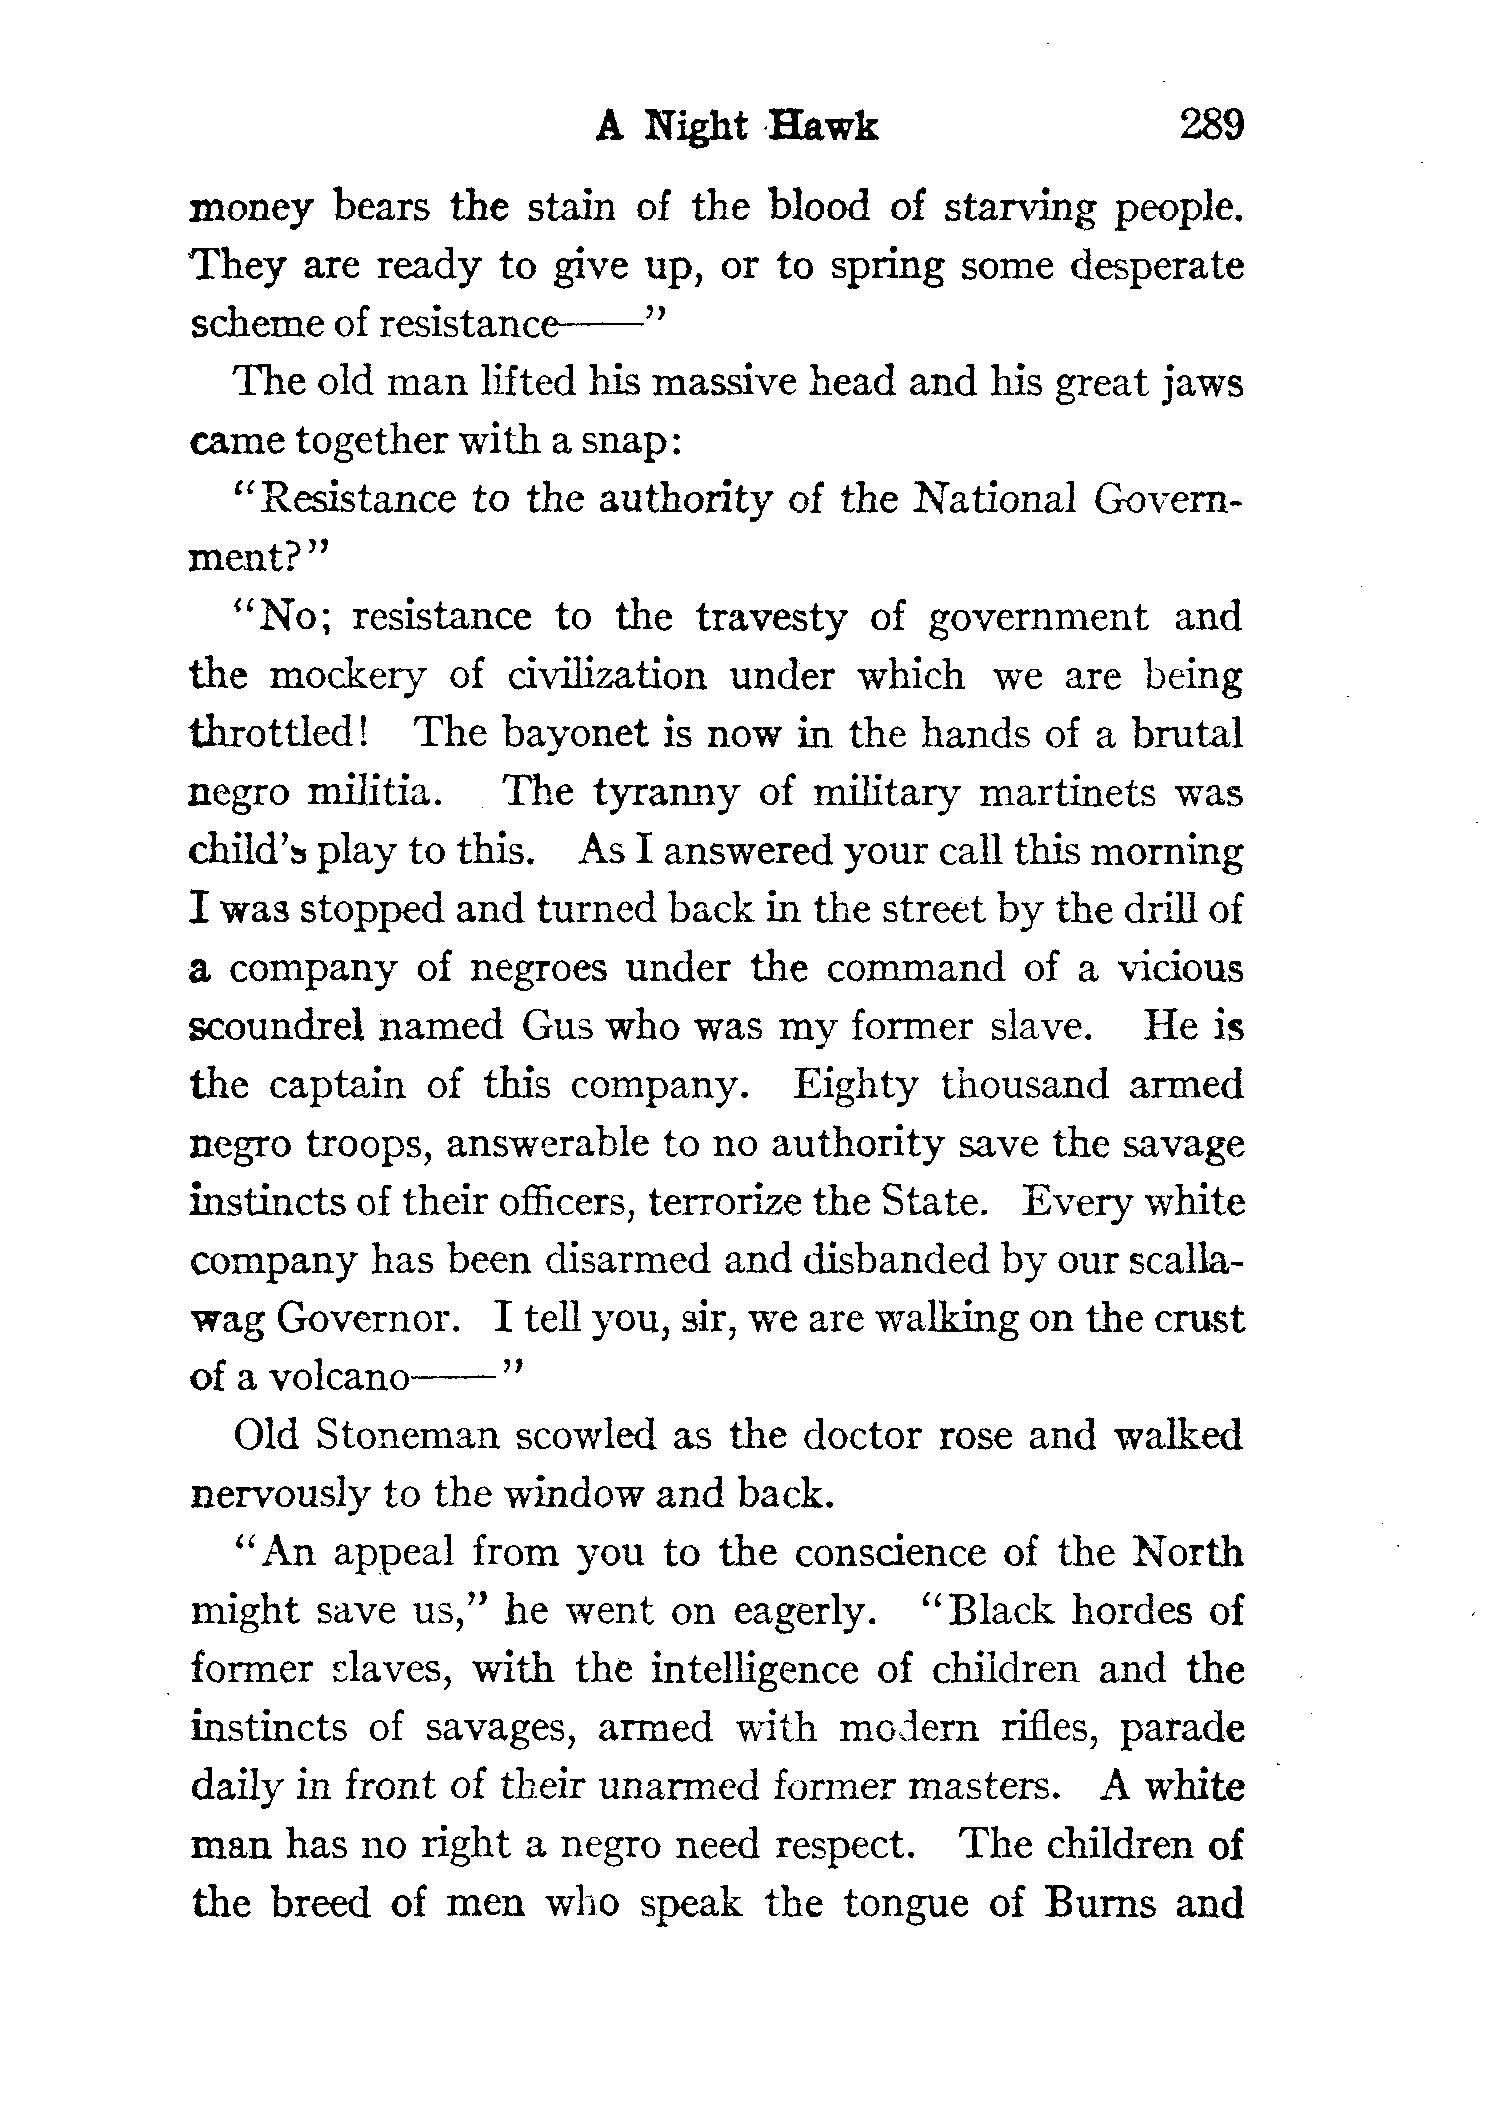 A Night Hawk 289
money bears the stain of the blood of starving people.
They are ready to give up, or to spring some desperate
scheme of resistance——”
The old man lifted his massive head and his great jaws
came together with a snap:
“Resistance to the authority of the National Govern-
ment?”
“No; resistance to the travesty of government and
the mockery of civilization under which we are being
throttled! The bayonet is now in the hands of a brutal
negro militia. The tyranny of military martinets was
child’s play to this. As I answered your call this morning
I was stopped and turned back in the street by the drill of
a company of negroes under the command of a vicious
scoundrel named Gus who was my former slave. He is
the captain of this company. Eighty thousand armed
negro troops, answerable to no authority save the savage
instincts of their officers, terrorize the State. Every white
company has been disarmed and disbanded by our scalla-
wag Governor. I tell you, sir, we are walking on the crust
of a volcano——”
Old Stoneman scowled as the doctor rose and walked
nervously to the window and back.
“An appeal from you to the conscience of the North
might save us,” he went on eagerly. “Black hordes of
former slaves, with the intelligence of children and the
instincts of savages, armed with modern rifles, parade
daily in front of their unarmed former masters. A white
man has no right a negro need respect. The children of
the breed of men who speak the tongue of Burns and